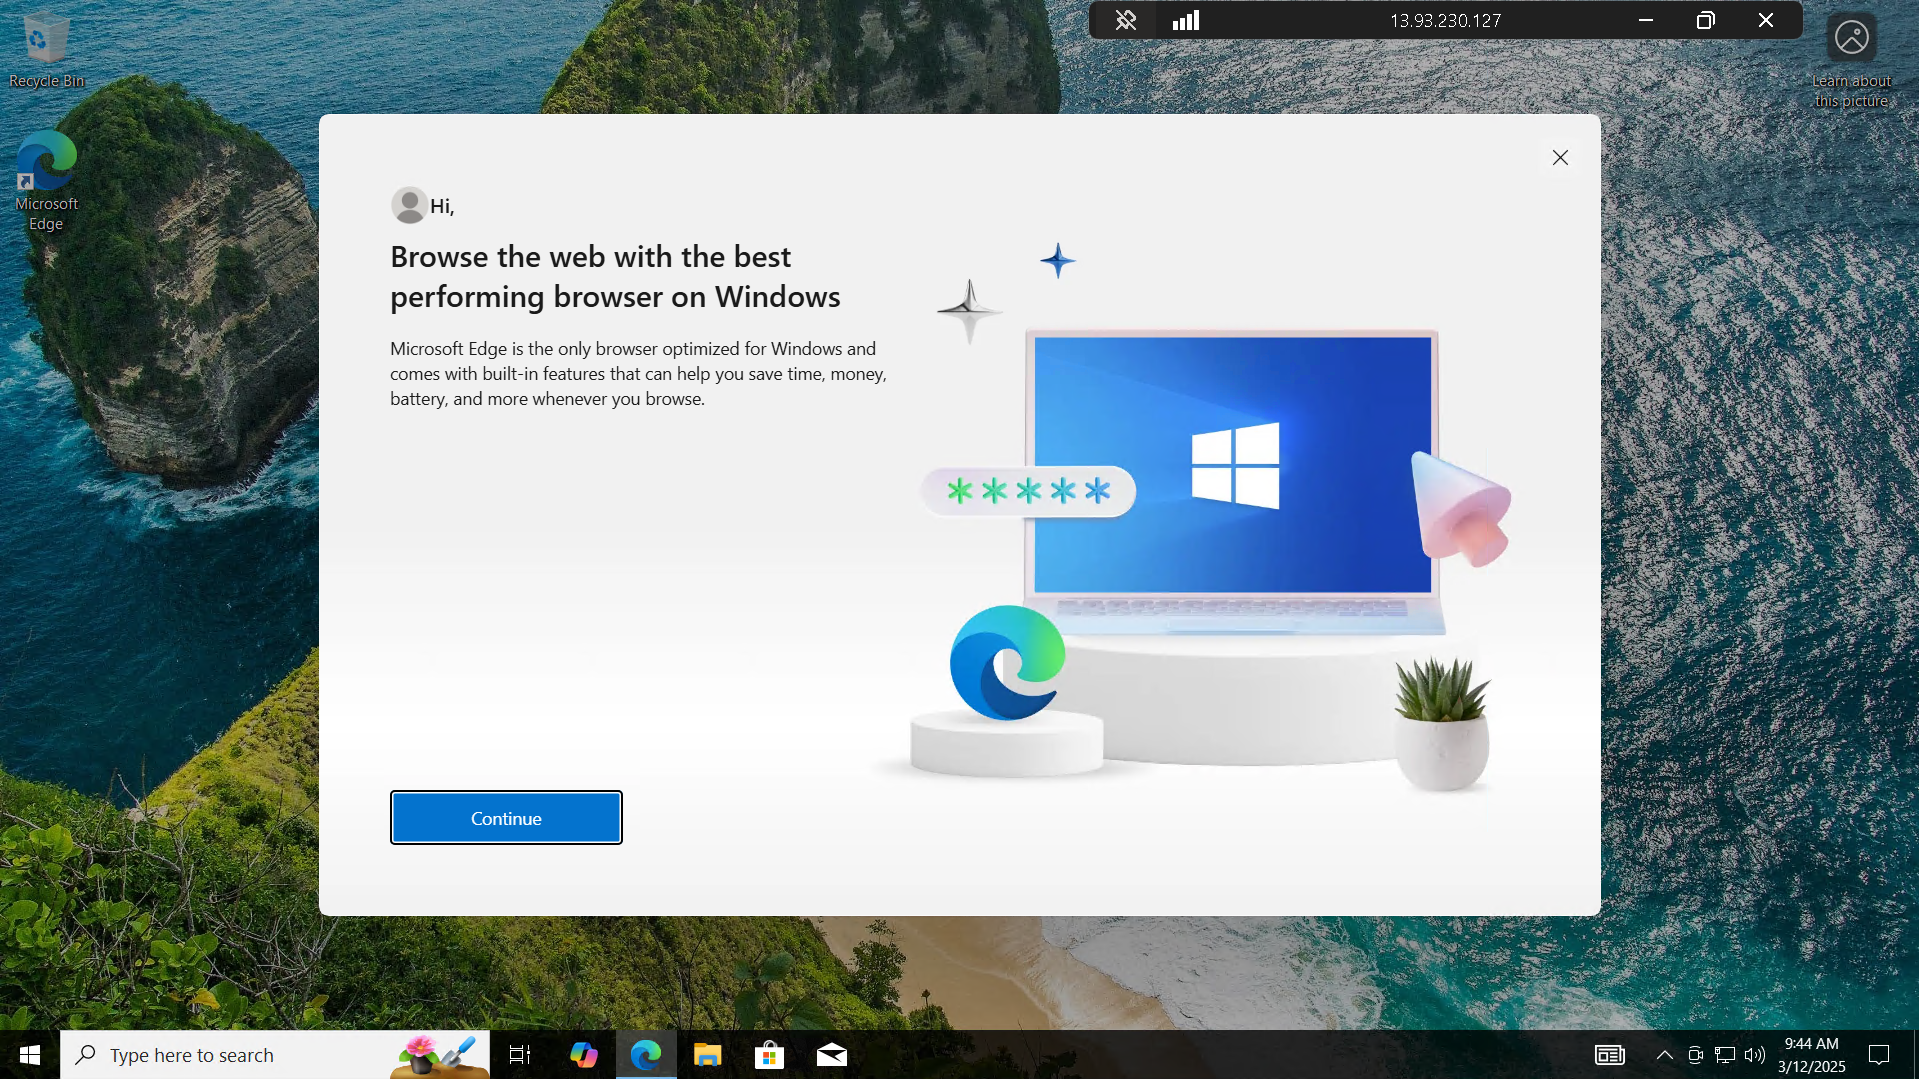 13.93.230.127
Recycle Bin
Learn about
this picture
Microsoft
Edge
Hi,
Browse the web with the best
performing browser on Windows
Microsoft Edge is the only browser optimized for Windows and
comes with built-in features that can help you save time, money,
battery, and more whenever you browse.
Continue
Type here to search
9:44 AM
3/12/2025